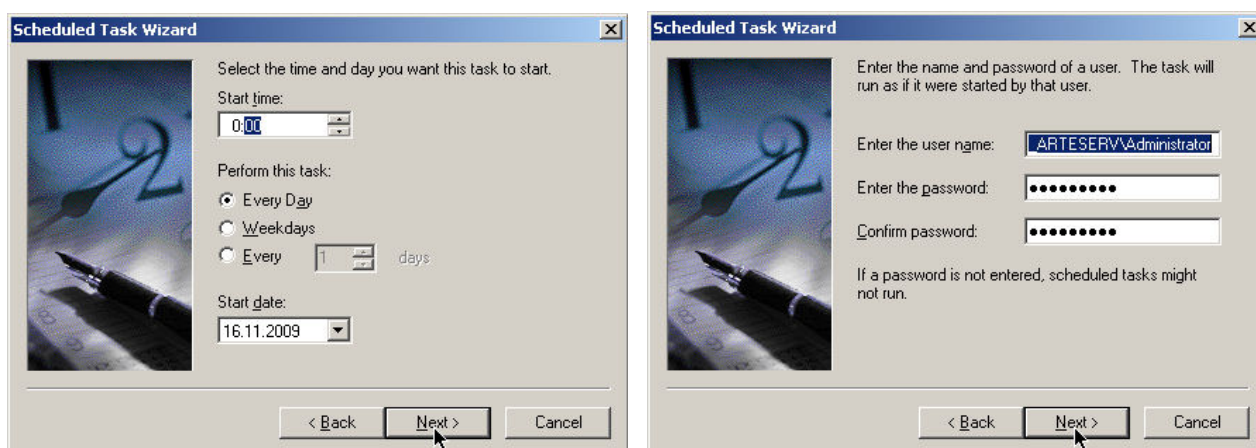 Scheduled Task Wizard
Select the time and day you want this task to start.
Start time:
0:00
Perform this task:
Every Day
Weekdays
Every 1 days
Start date:
16.11.2009
< Back Next > Cancel
Scheduled Task Wizard
Enter the name and password of a user. The task will
run as if it were started by that user.
Enter the user name: ARTESERV\Administrator
Enter the password: ●●●●●●●●●
Confirm password: ●●●●●●●●●
If a password is not entered, scheduled tasks might
not run.
< Back Next > Cancel